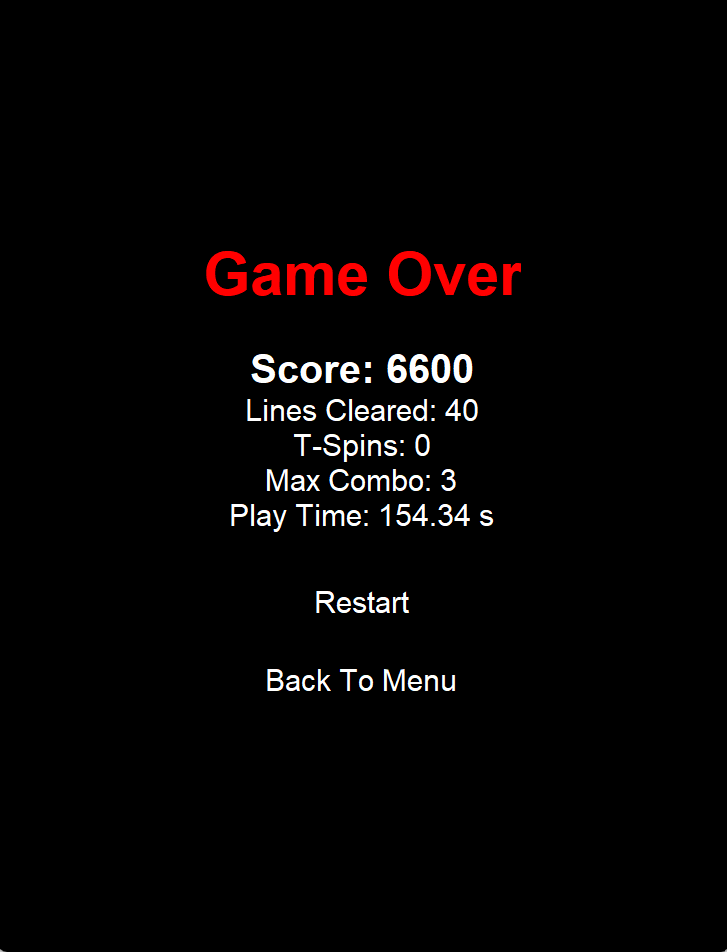 Game Over
Score: 6600
Lines Cleared: 40
T-Spins: 0
Max Combo: 3
Play Time: 154.34 s
Restart
Back To Menu